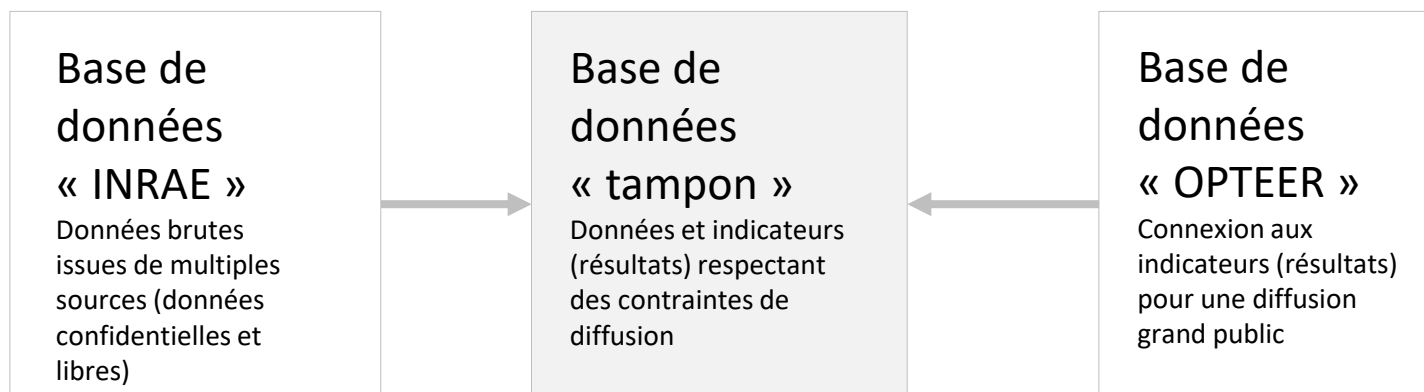 Base de
données
« INRAE »
Données brutes
issues de multiples
sources (données
confidentielles et
libres)
Base de
données
« tampon »
Données et indicateurs
(résultats) respectant
des contraintes de
diffusion
Base de
données
« OPTEER »
Connexion aux
indicateurs (résultats)
pour une diffusion
grand public